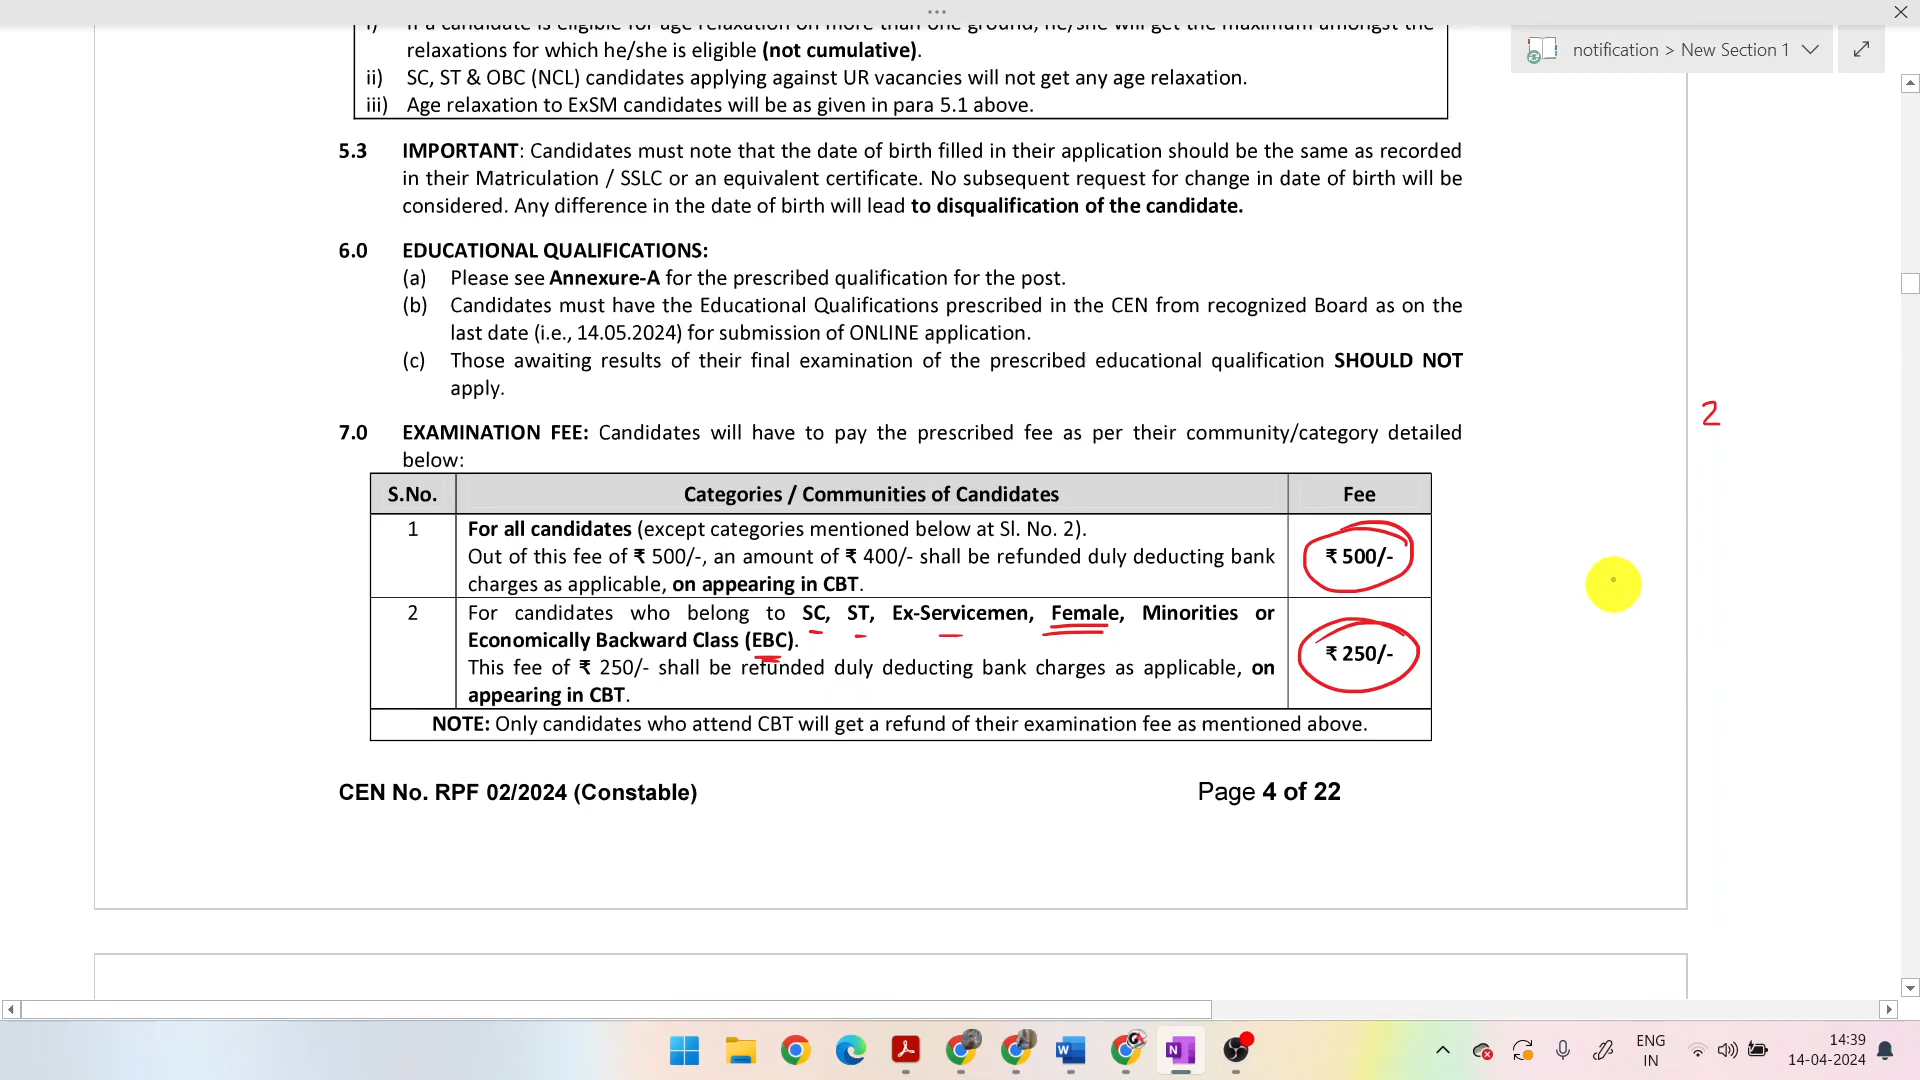 notification > New Section 1
relaxations for which he/she is eligible (not cumulative).
ii) SC, ST & OBC (NCL) candidates applying against UR vacancies will not get any age relaxation.
iii) Age relaxation to ExSM candidates will be as given in para 5.1 above.
5.3 IMPORTANT: Candidates must note that the date of birth filled in their application should be the same as recorded
in their Matriculation / SSLC or an equivalent certificate. No subsequent request for change in date of birth will be
considered. Any difference in the date of birth will lead to disqualification of the candidate.
6.0 EDUCATIONAL QUALIFICATIONS:
(a) Please see Annexure-A for the prescribed qualification for the post.
(b) Candidates must have the Educational Qualifications prescribed in the CEN from recognized Board as on the
last date (i.e., 14.05.2024) for submission of ONLINE application.
(c) Those awaiting results of their final examination of the prescribed educational qualification SHOULD NOT
apply.
2
7.0 EXAMINATION FEE: Candidates will have to pay the prescribed fee as per their community/category detailed
below:
S.No. Categories / Communities of Candidates Fee
1 For all candidates (except categories mentioned below at Sl. No. 2).
Out of this fee of ₹ 500/-, an amount of ₹ 400/- shall be refunded duly deducting bank ₹ 500/-
charges as applicable, on appearing in CBT.
2 For candidates who belong to SC, ST, Ex-Servicemen, Female, Minorities or
Economically Backward Class (EBC). ₹ 250/-
This fee of ₹ 250/- shall be refunded duly deducting bank charges as applicable, on
appearing in CBT.
NOTE: Only candidates who attend CBT will get a refund of their examination fee as mentioned above.
CEN No. RPF 02/2024 (Constable) Page 4 of 22
ENG 14:39
IN 14-04-2024